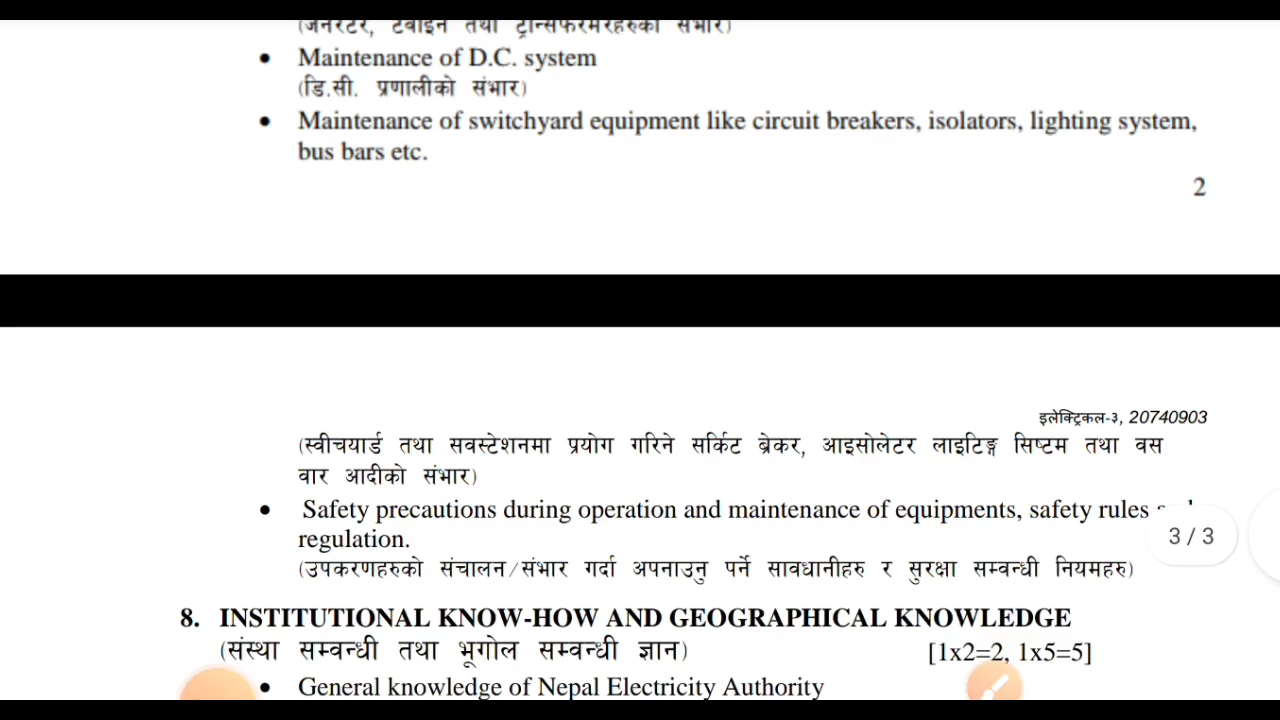 (जेनेरेटर, टर्वाइन तथा ट्रान्सफरमरहरुको संभार)
• Maintenance of D.C. system
(डि.सी. प्रणालीको संभार)
• Maintenance of switchyard equipment like circuit breakers, isolators, lighting system,
bus bars etc.
2
इलेक्ट्रिकल-३, 20740903
(स्वीचयार्ड तथा सवस्टेशनमा प्रयोग गरिने सर्किट ब्रेकर, आइसोलेटर लाइटिङ्ग सिष्टम तथा वस
वार आदीको संभार)
• Safety precautions during operation and maintenance of equipments, safety rules
regulation.
3 / 3
(उपकरणहरुको संचालन/संभार गर्दा अपनाउनु पर्ने सावधानीहरु र सुरक्षा सम्वन्धी नियमहरु)
8. INSTITUTIONAL KNOW-HOW AND GEOGRAPHICAL KNOWLEDGE
(संस्था सम्वन्धी तथा भूगोल सम्वन्धी ज्ञान) [1x2=2, 1x5=5]
• General knowledge of Nepal Electricity Authority